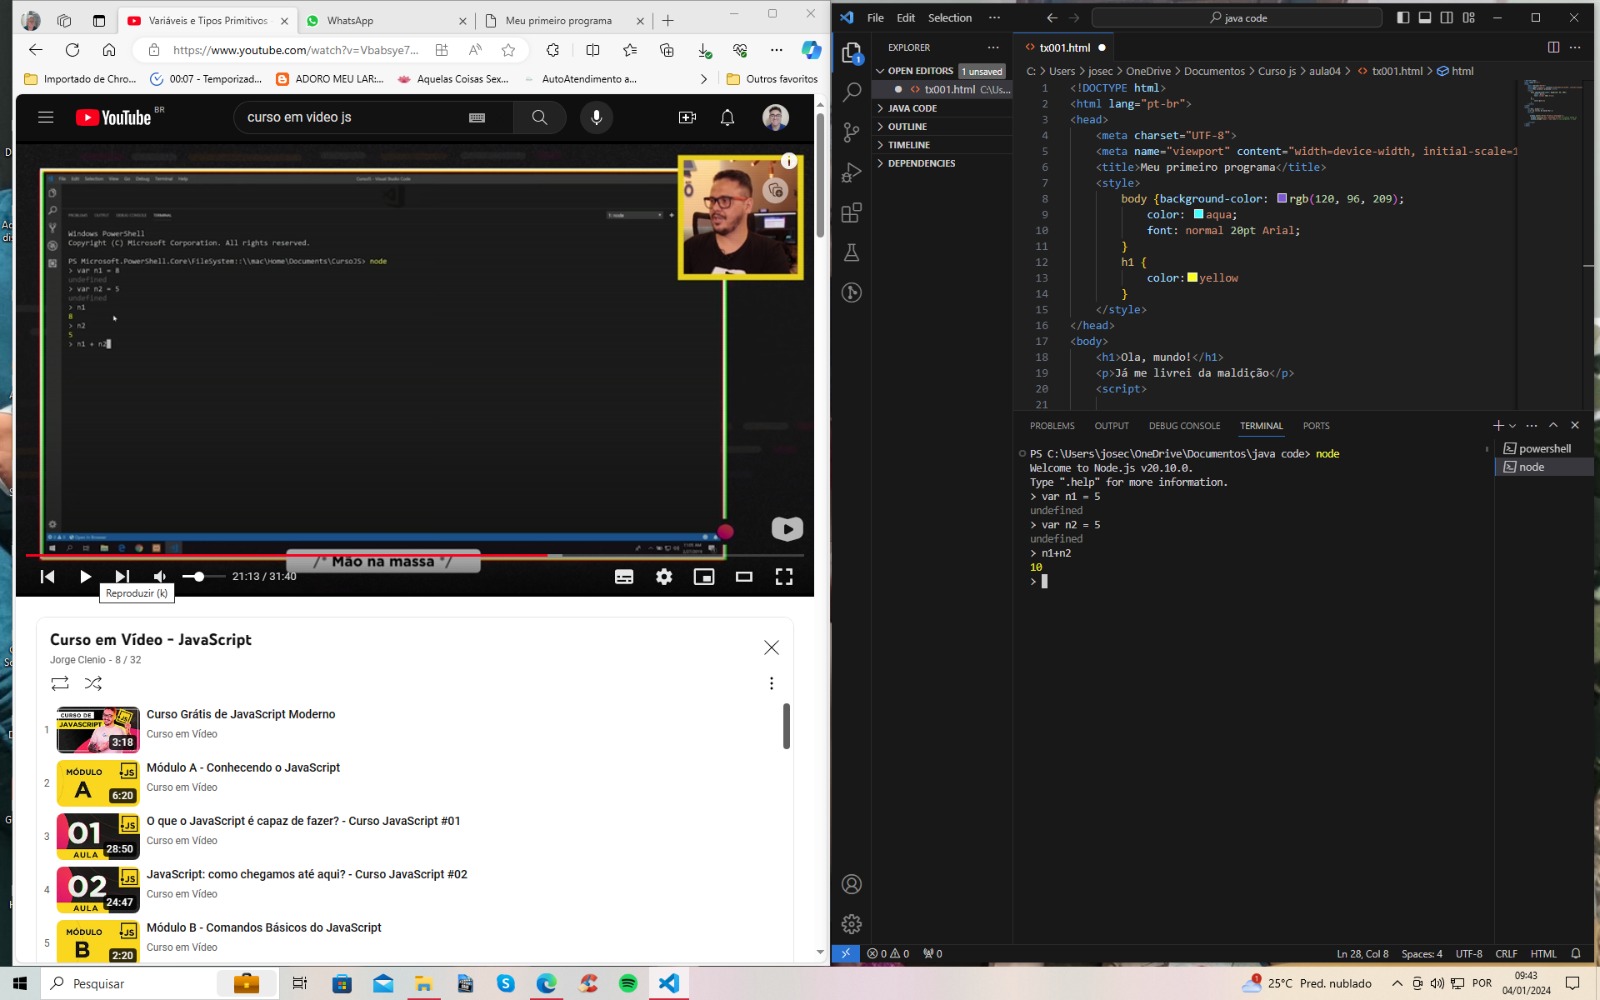 Variáveis e Tipos Primitivos
WhatsApp
Meu primeiro programa
https://www.youtube.com/watch?v=Vbabsye7...
Importado de Chro...
00:07 - Temporizad...
ADORO MEU LAR:...
Aquelas Coisas Sex...
AutoAtendimento a...
Outros favoritos
YouTube BR
curso em video js
Windows PowerShell
Copyright (C) Microsoft Corporation. All rights reserved.
PS Microsoft.PowerShell.Core\FileSystem::\\mac\Home\Documents\CursoJS> node
> var n1 = 8
undefined
> var n2 = 5
undefined
> n1
8
> n2
5
> n1 + n2
/* Mão na massa */
21:13 / 31:40
Reproduzir (k)
Curso em Vídeo - JavaScript
Jorge Clenio - 8 / 32
1
CURSO DE JAVASCRIPT
JS
3:18
Curso Grátis de JavaScript Moderno
Curso em Vídeo
2
MÓDULO A
JS
6:20
Módulo A - Conhecendo o JavaScript
Curso em Vídeo
3
01
AULA
JS
28:50
O que o JavaScript é capaz de fazer? - Curso JavaScript #01
Curso em Vídeo
4
02
AULA
JS
24:47
JavaScript: como chegamos até aqui? - Curso JavaScript #02
Curso em Vídeo
5
MÓDULO B
JS
2:20
Módulo B - Comandos Básicos do JavaScript
Curso em Vídeo
File Edit Selection ···
java code
EXPLORER
OPEN EDITORS 1 unsaved
tx001.html C:\Us...
JAVA CODE
OUTLINE
TIMELINE
DEPENDENCIES
tx001.html
C: > Users > josec > OneDrive > Documentos > Curso js > aula04 > tx001.html > html
1 <!DOCTYPE html>
2 <html lang="pt-br">
3 <head>
4 <meta charset="UTF-8">
5 <meta name="viewport" content="width=device-width, initial-scale=1
6 <title>Meu primeiro programa</title>
7 <style>
8 body {background-color: rgb(120, 96, 209);
9 color: aqua;
10 font: normal 20pt Arial;
11 }
12 h1 {
13 color:yellow
14 }
15 </style>
16 </head>
17 <body>
18 <h1>Ola, mundo!</h1>
19 <p>Já me livrei da maldição</p>
20 <script>
21
PROBLEMS OUTPUT DEBUG CONSOLE TERMINAL PORTS
powershell
node
PS C:\Users\josec\OneDrive\Documentos\java code> node
Welcome to Node.js v20.10.0.
Type ".help" for more information.
> var n1 = 5
undefined
> var n2 = 5
undefined
> n1+n2
10
>
0 0 0
Ln 28, Col 8 Spaces: 4 UTF-8 CRLF HTML
Pesquisar
25°C Pred. nublado
POR
09:43
04/01/2024